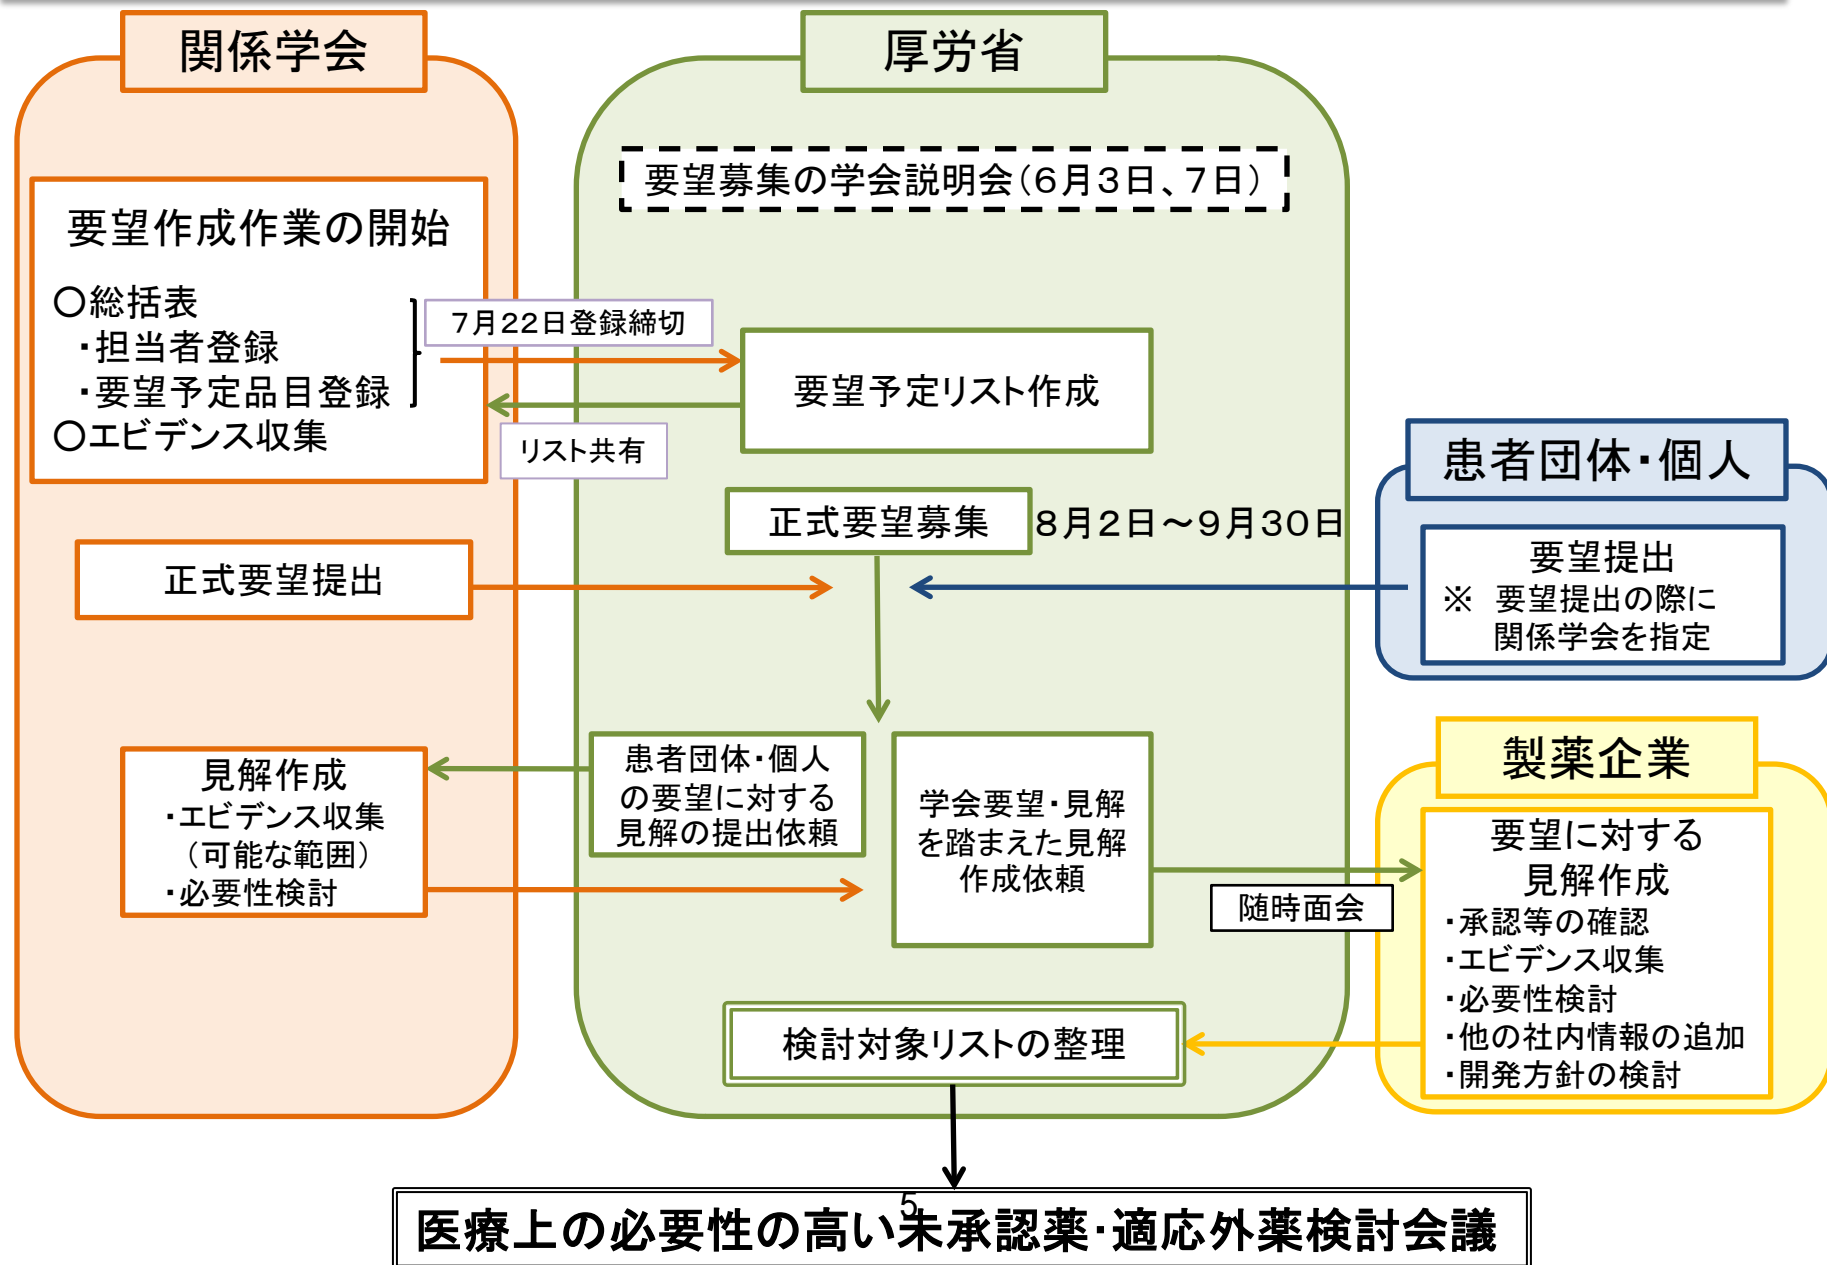 関係学会
厚労省
要望募集の学会説明会（６月３日、７日）
要望作成作業の開始
○総括表
・担当者登録
・要望予定品目登録
○エビデンス収集
７月２２日登録締切
要望予定リスト作成
リスト共有
患者団体・個人
正式要望募集
８月２日～９月３０日
正式要望提出
要望提出
※　要望提出の際に
関係学会を指定
見解作成
・エビデンス収集
（可能な範囲）
・必要性検討
患者団体・個人
の要望に対する
見解の提出依頼
学会要望・見解
を踏まえた見解
作成依頼
随時面会
製薬企業
要望に対する
見解作成
・承認等の確認
・エビデンス収集
・必要性検討
・他の社内情報の追加
・開発方針の検討
検討対象リストの整理
5
医療上の必要性の高い未承認薬・適応外薬検討会議